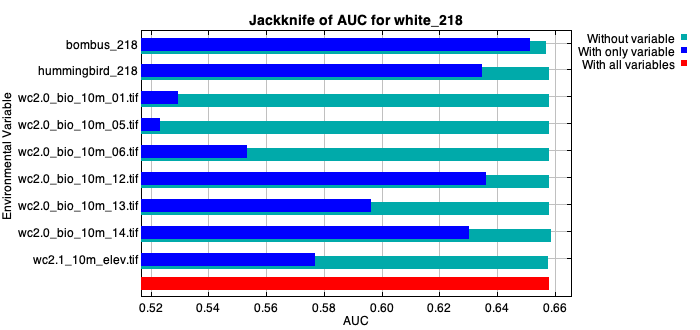 Jackknife of AUC for white_218
Without variable
With only variable
With all variables
Environmental Variable
bombus_218
hummingbird_218
wc2.0_bio_10m_01.tif
wc2.0_bio_10m_05.tif
wc2.0_bio_10m_06.tif
wc2.0_bio_10m_12.tif
wc2.0_bio_10m_13.tif
wc2.0_bio_10m_14.tif
wc2.1_10m_elev.tif
0.52 0.54 0.56 0.58 0.60 0.62 0.64 0.66
AUC